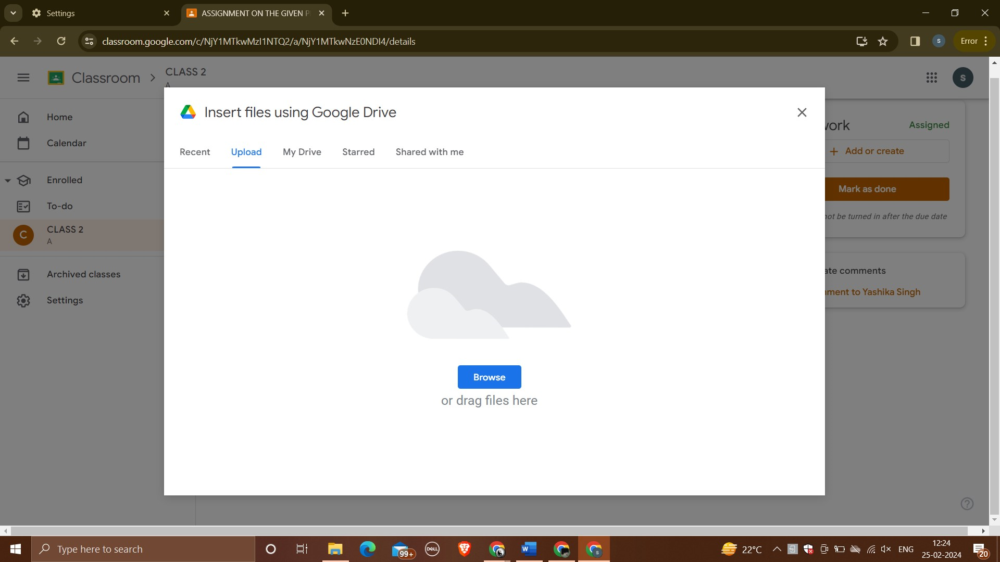 Settings
ASSIGNMENT ON THE GIVEN P
classroom.google.com/c/NjY1MTkwMzI1NTQ2/a/NjY1MTkwNzE0NDI4/details
S
Error
Classroom
CLASS 2
A
S
Insert files using Google Drive
Recent
Upload
My Drive
Starred
Shared with me
Browse
or drag files here
Home
Calendar
Enrolled
To-do
C
CLASS 2
A
Archived classes
Settings
work
Assigned
Add or create
Mark as done
not be turned in after the due date
ate comments
ment to Yashika Singh
Type here to search
99+
DELL
W
S
22°C
ENG
12:24
25-02-2024
20